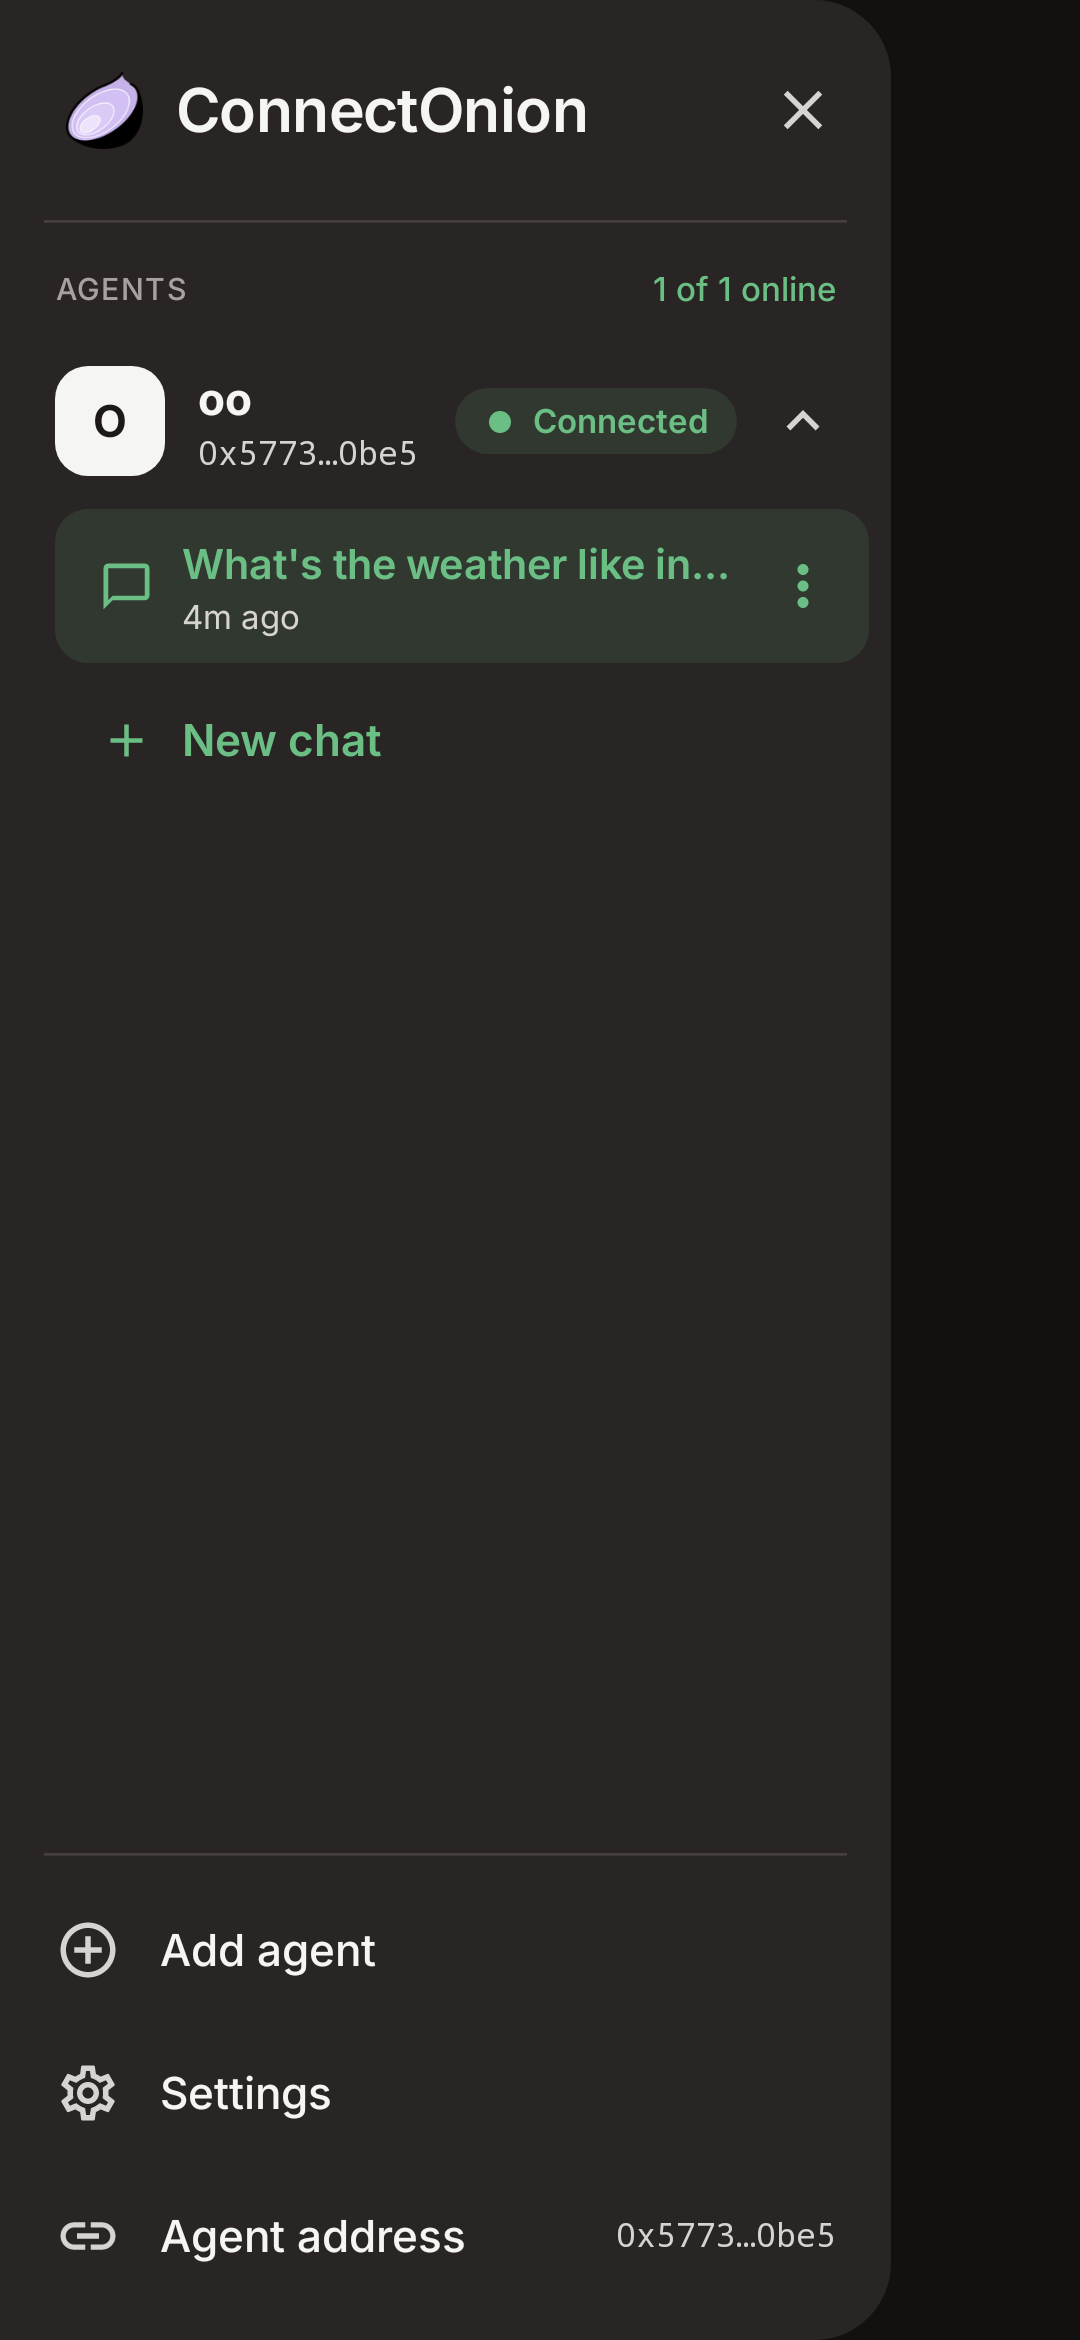 ConnectOnion
AGENTS
1 of 1 online
O
oo
0x5773…0be5
Connected
What's the weather like in...
4m ago
New chat
Add agent
Settings
Agent address
0x5773…0be5